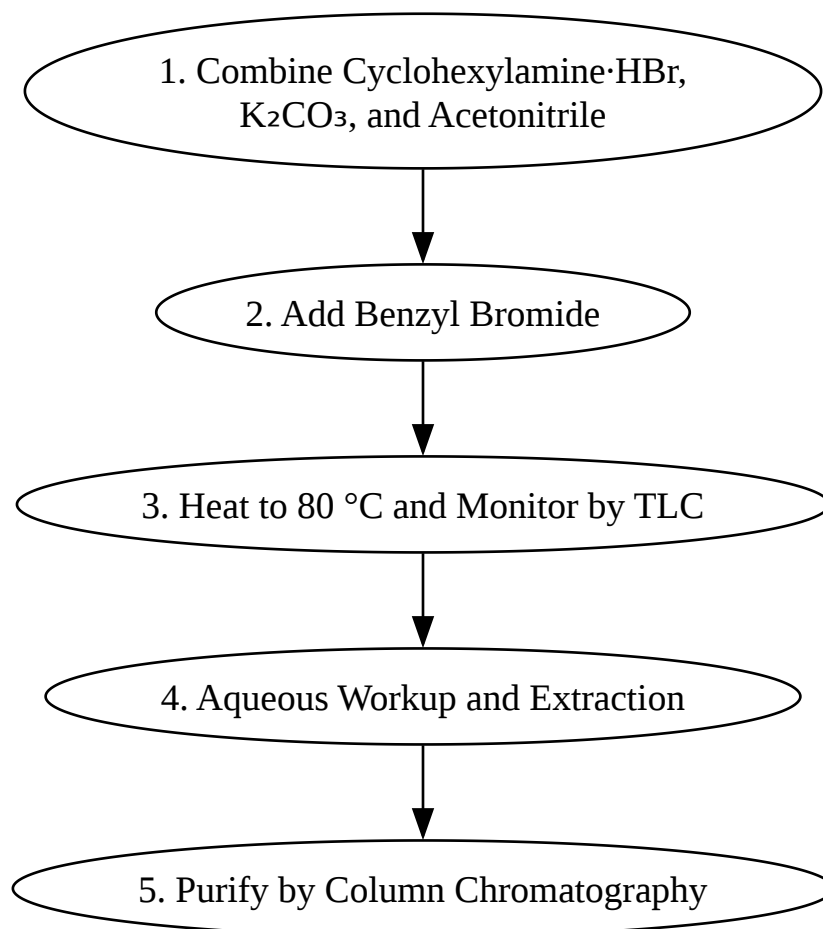 1. Combine Cyclohexylamine·HBr,
K₂CO₃, and Acetonitrile
2. Add Benzyl Bromide
3. Heat to 80 °C and Monitor by TLC
4. Aqueous Workup and Extraction
5. Purify by Column Chromatography